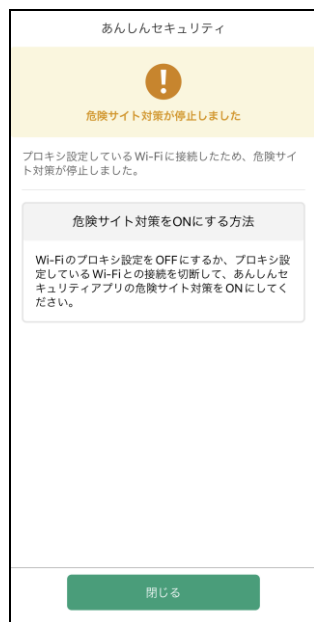 あんしんセキュリティ
危険サイト対策が停止しました
プロキシ設定しているWi-Fiに接続したため、危険サイ
ト対策が停止しました。
危険サイト対策をONにする方法
Wi-Fiのプロキシ設定をOFFにするか、プロキシ設
定しているWi-Fiとの接続を切断して、あんしんセ
キュリティアプリの危険サイト対策をONにしてく
ださい。
閉じる